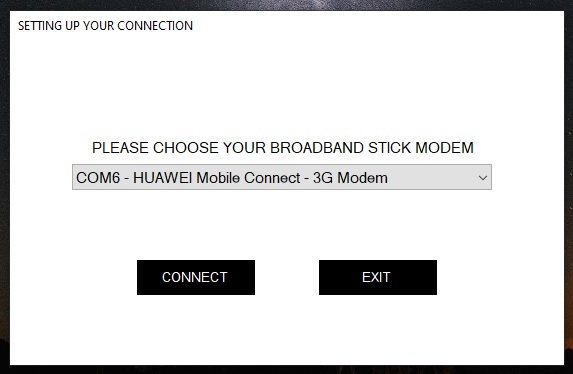 SETTING UP YOUR CONNECTION
PLEASE CHOOSE YOUR BROADBAND STICK MODEM
COM6 - HUAWEI Mobile Connect - 3G Modem
CONNECT
EXIT